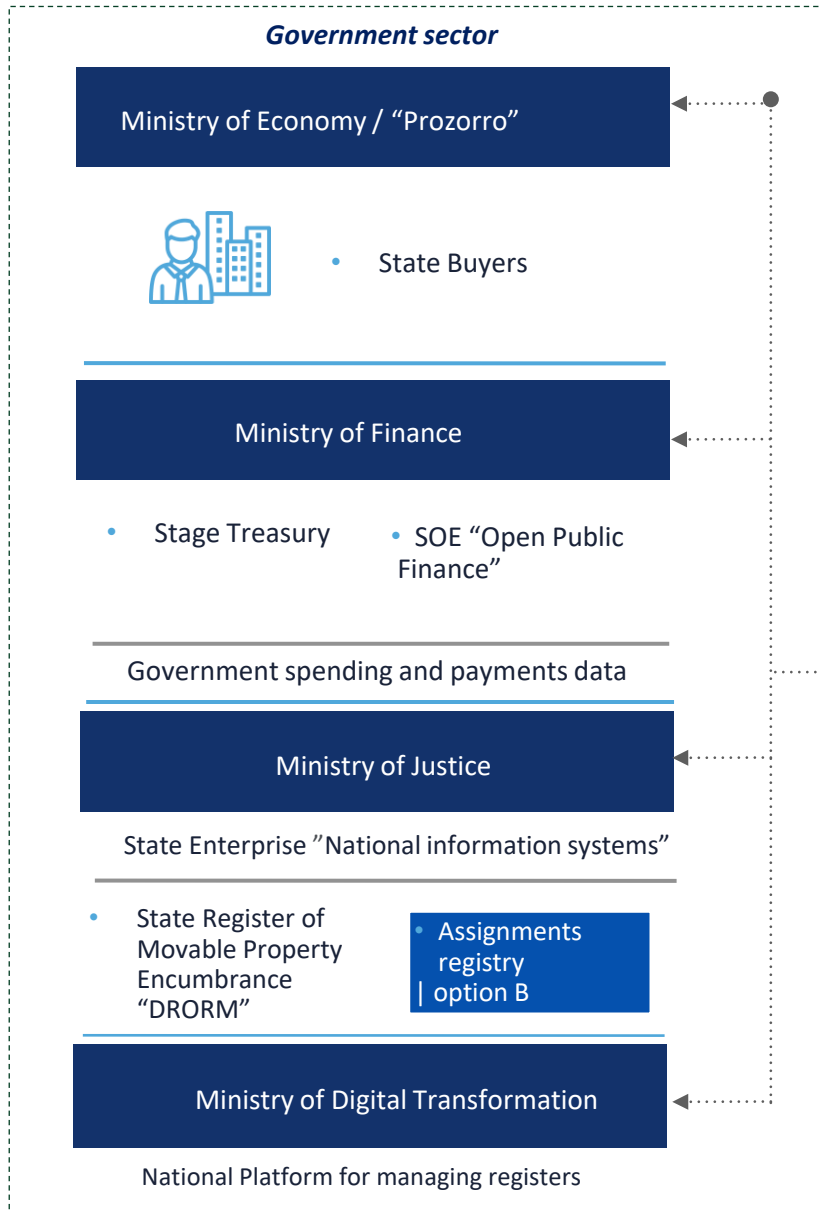 Government sector
Ministry of Economy / “Prozorro”
• State Buyers
Ministry of Finance
• Stage Treasury
• SOE “Open Public
Finance”
Government spending and payments data
Ministry of Justice
State Enterprise ”National information systems”
• State Register of
Movable Property
Encumbrance
“DRORM”
• Assignments
registry
| option B
Ministry of Digital Transformation
National Platform for managing registers